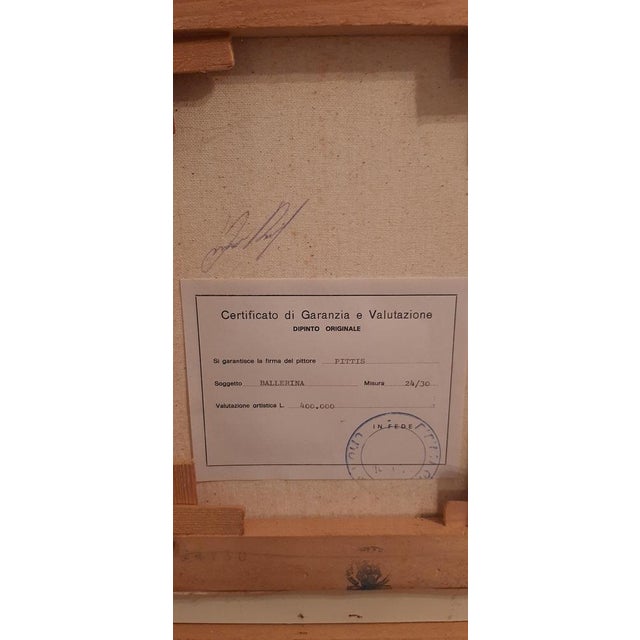 Certificato di Garanzia e Valutazione
DIPINTO ORIGINALE
Si garantisce la firma del pittore PITTIS
Soggetto BALLERINA Misura 24/30
Valutazione artistica L. 400.000
IN FEDE